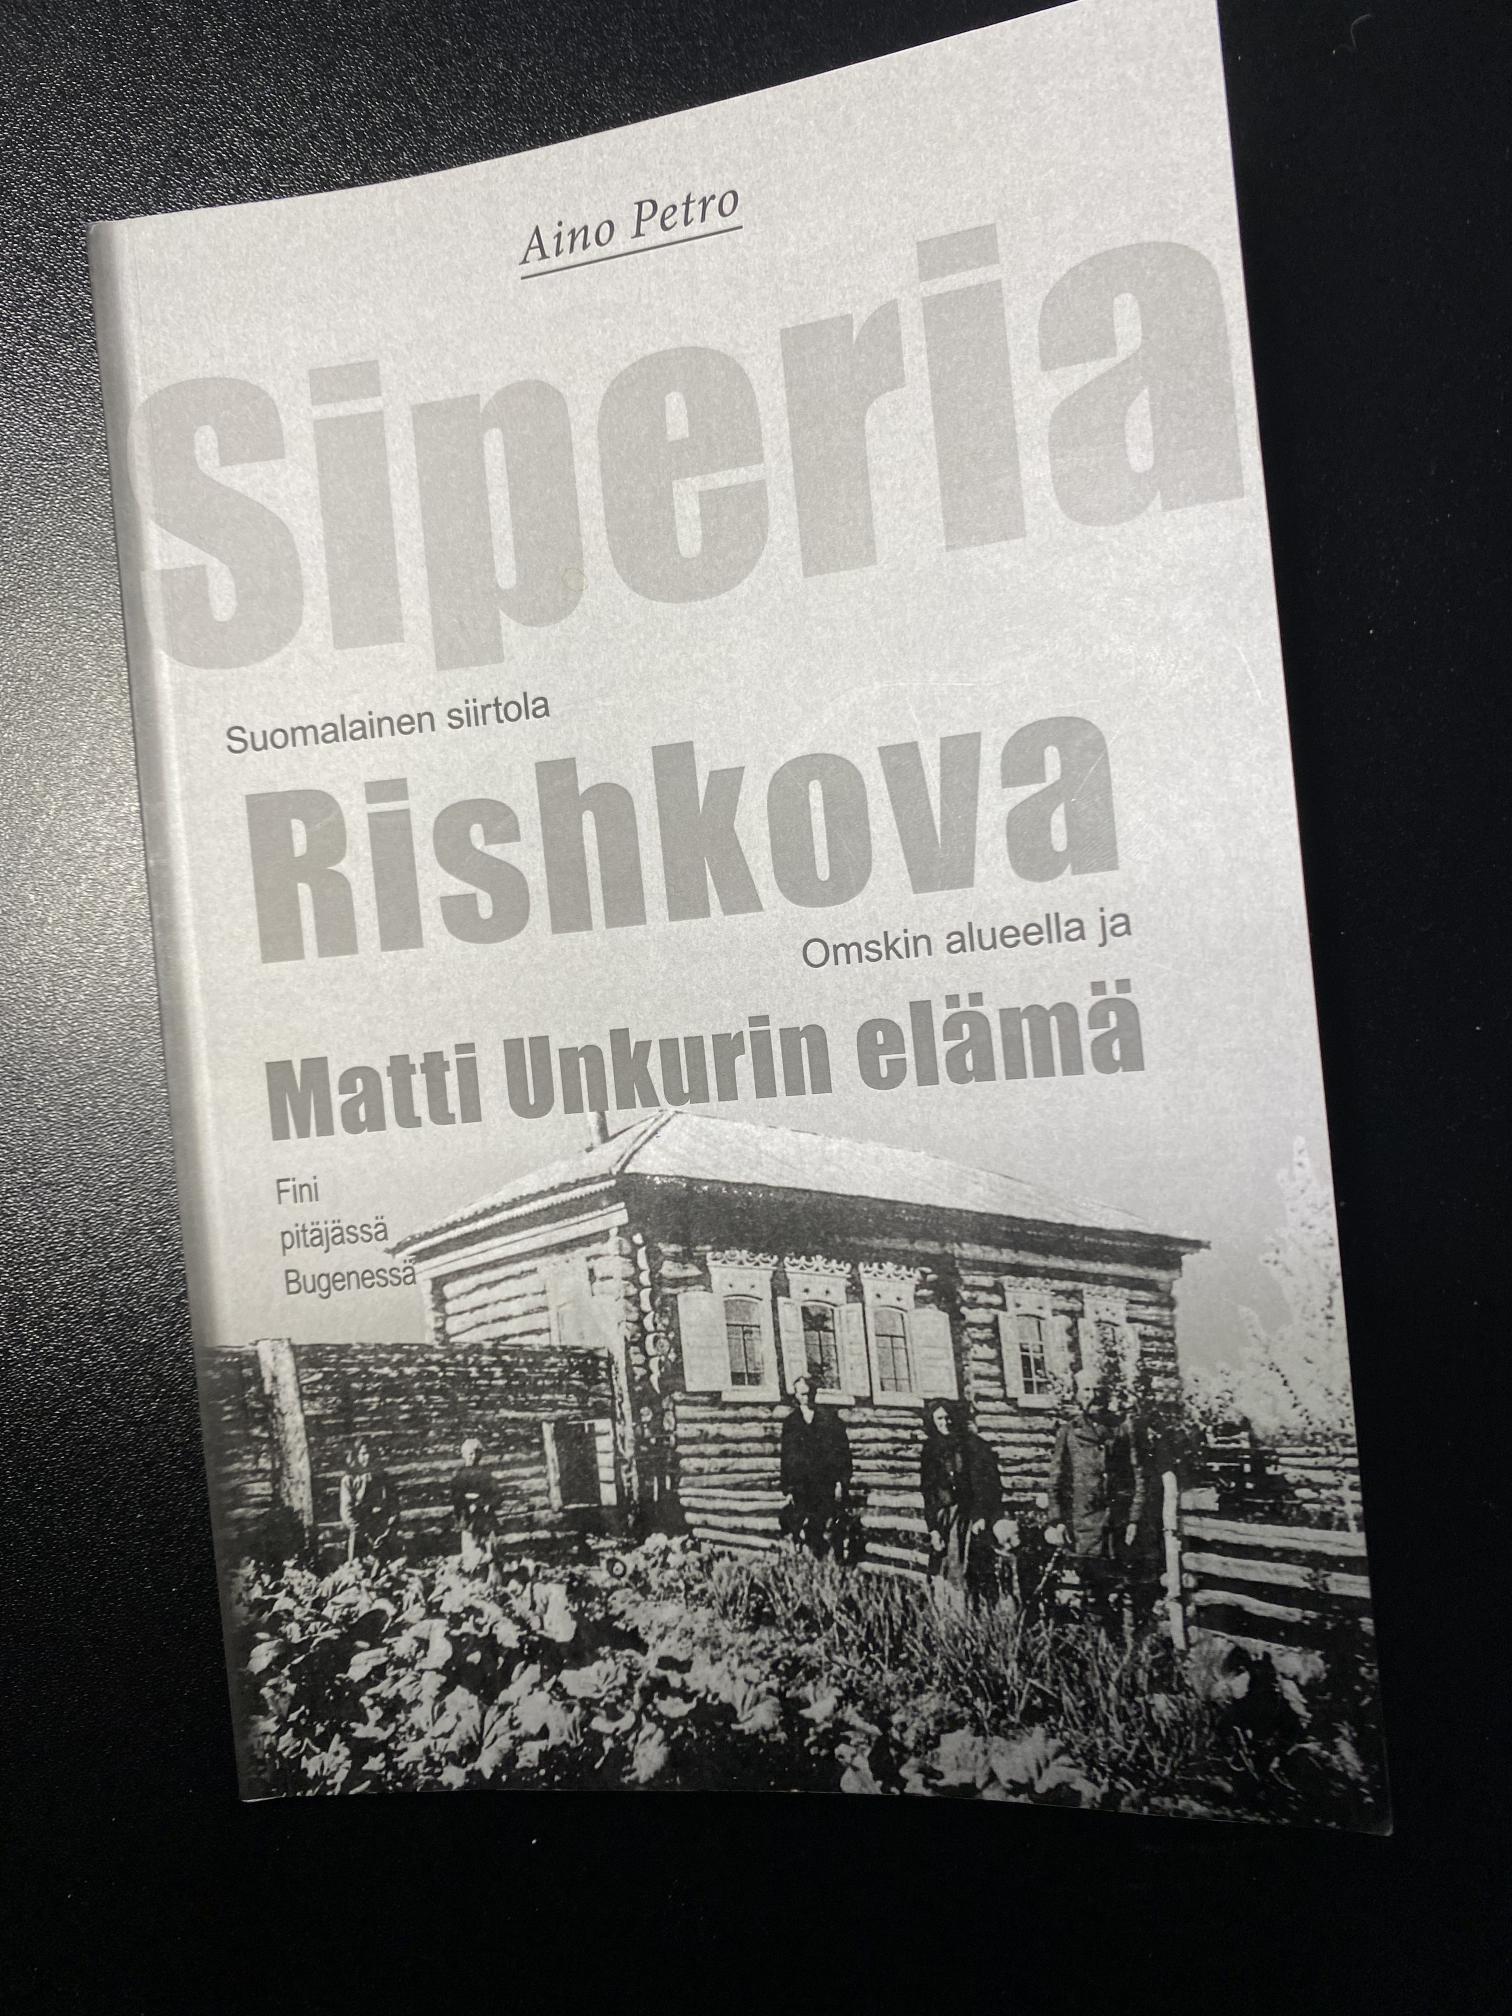 Aino Petro
Siperia
Suomalainen siirtola
Rishkova
Omskin alueella ja
Matti Unkurin elämä
Fini
pitäjässä
Bugenessä